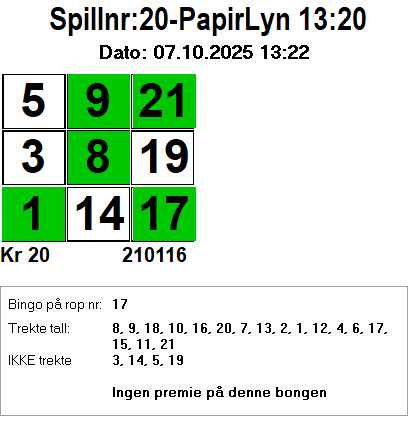 Spillnr:20-PapirLyn 13:20
Dato: 07.10.2025 13:22
5 9 21
3 8 19
1 14 17
Kr 20 210116
Bingo på rop nr: 17
Trekte tall: 8, 9, 18, 10, 16, 20, 7, 13, 2, 1, 12, 4, 6, 17,
15, 11, 21
IKKE trekte 3, 14, 5, 19
Ingen premie på denne bongen